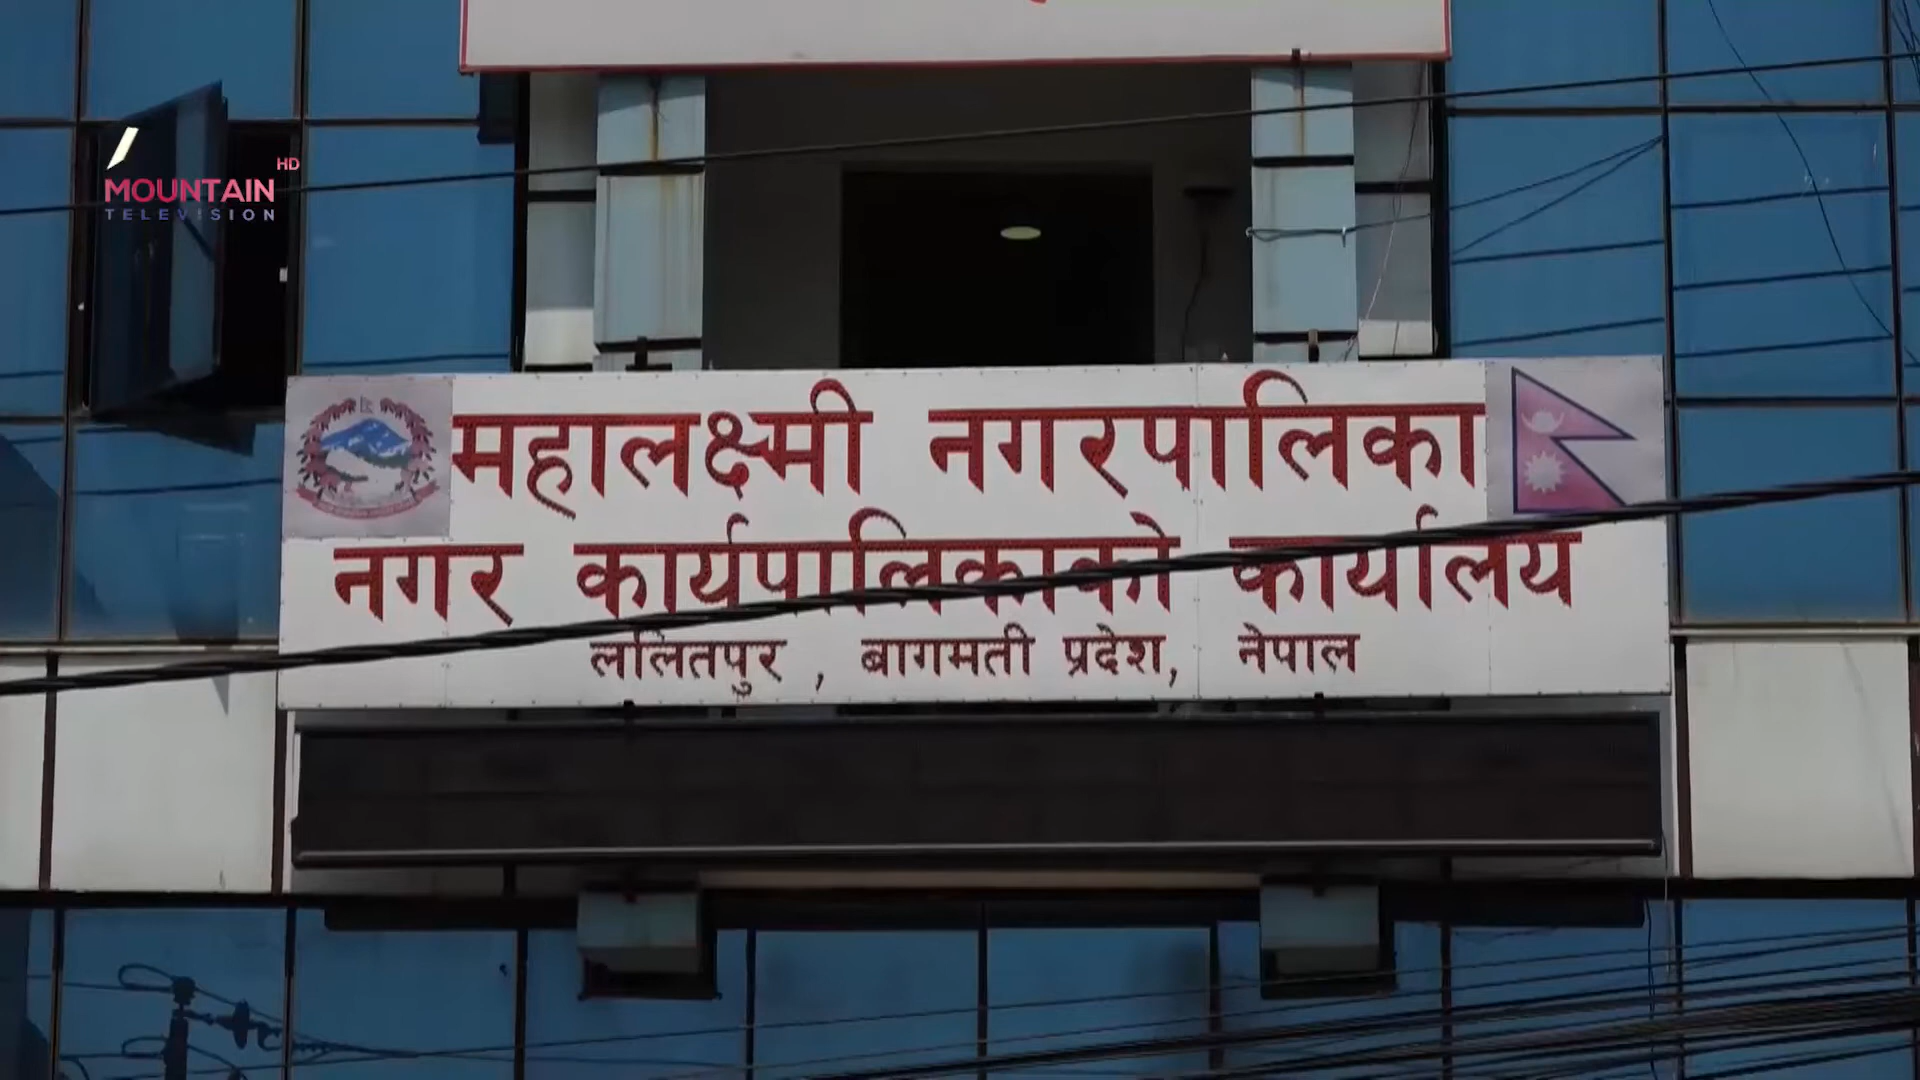 HD
MOUNTAIN
TELEVISION
महालक्ष्मी नगरपालिका
नगर कार्यपालिकाको कार्यालय
ललितपुर , बागमती प्रदेश, नेपाल